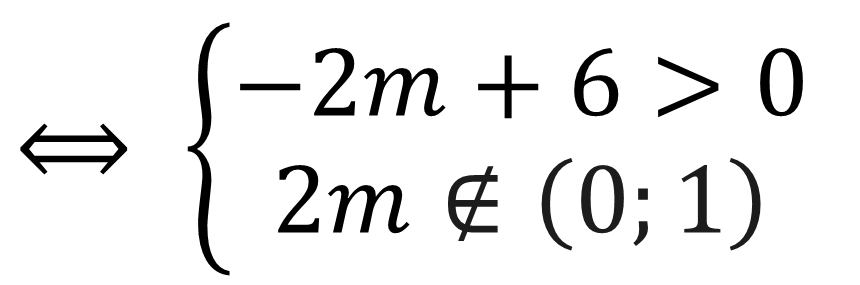 ⇔ { −2m + 6 > 0
2m ∉ (0; 1)